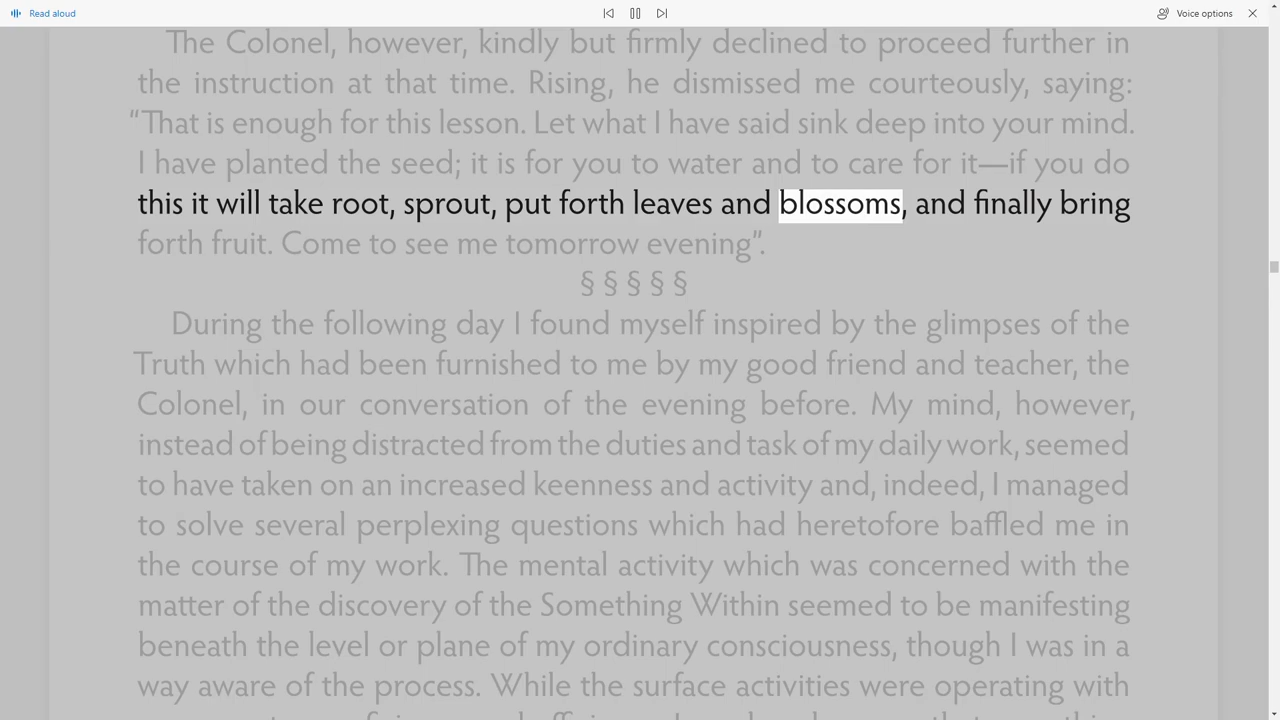 Read aloud
Voice options
The Colonel, however, kindly but firmly declined to proceed further in
the instruction at that time. Rising, he dismissed me courteously, saying:
“That is enough for this lesson. Let what I have said sink deep into your mind.
I have planted the seed; it is for you to water and to care for it—if you do
this it will take root, sprout, put forth leaves and blossoms, and finally bring
forth fruit. Come to see me tomorrow evening”.
§ § § § §
During the following day I found myself inspired by the glimpses of the
Truth which had been furnished to me by my good friend and teacher, the
Colonel, in our conversation of the evening before. My mind, however,
instead of being distracted from the duties and task of my daily work, seemed
to have taken on an increased keenness and activity and, indeed, I managed
to solve several perplexing questions which had heretofore baffled me in
the course of my work. The mental activity which was concerned with the
matter of the discovery of the Something Within seemed to be manifesting
beneath the level or plane of my ordinary consciousness, though I was in a
way aware of the process. While the surface activities were operating with